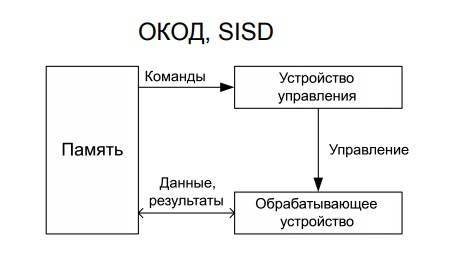 ОКОД, SISD
Команды
Устройство
управления
Память
Управление
Данные,
результаты
Обрабатывающее
устройство